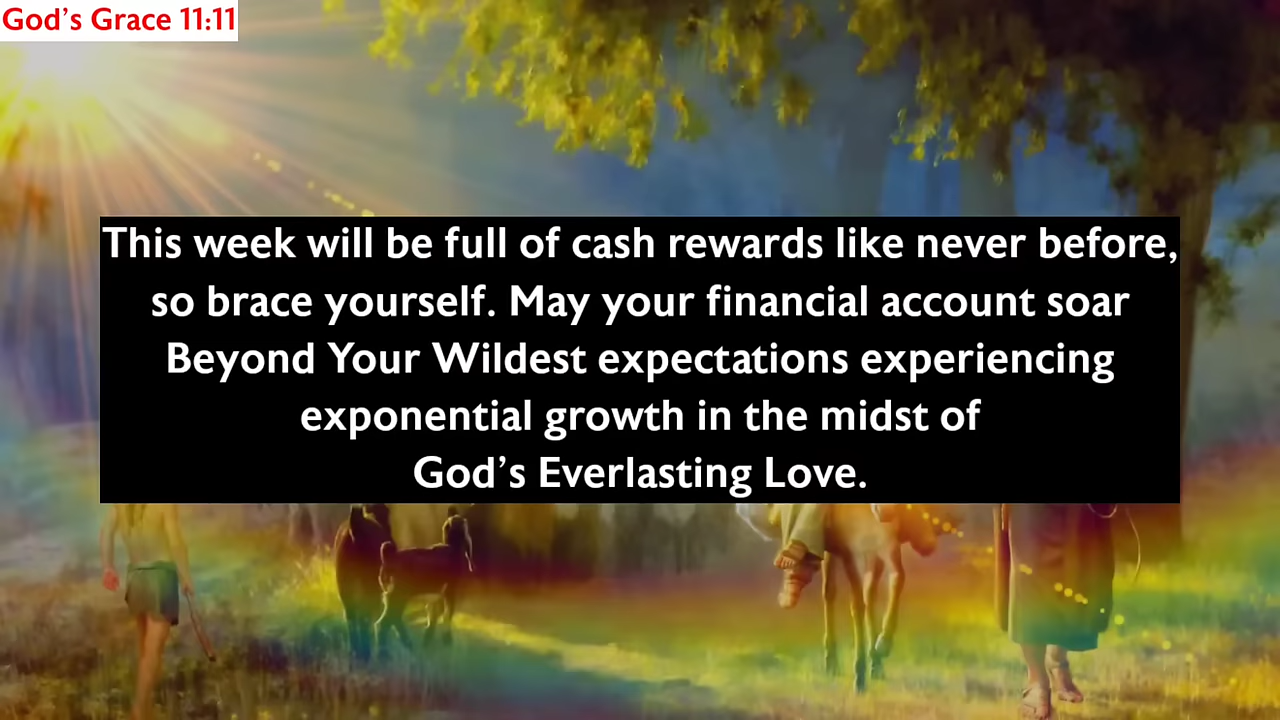 God’s Grace 11:11
This week will be full of cash rewards like never before,
so brace yourself. May your financial account soar
Beyond Your Wildest expectations experiencing
exponential growth in the midst of
God’s Everlasting Love.